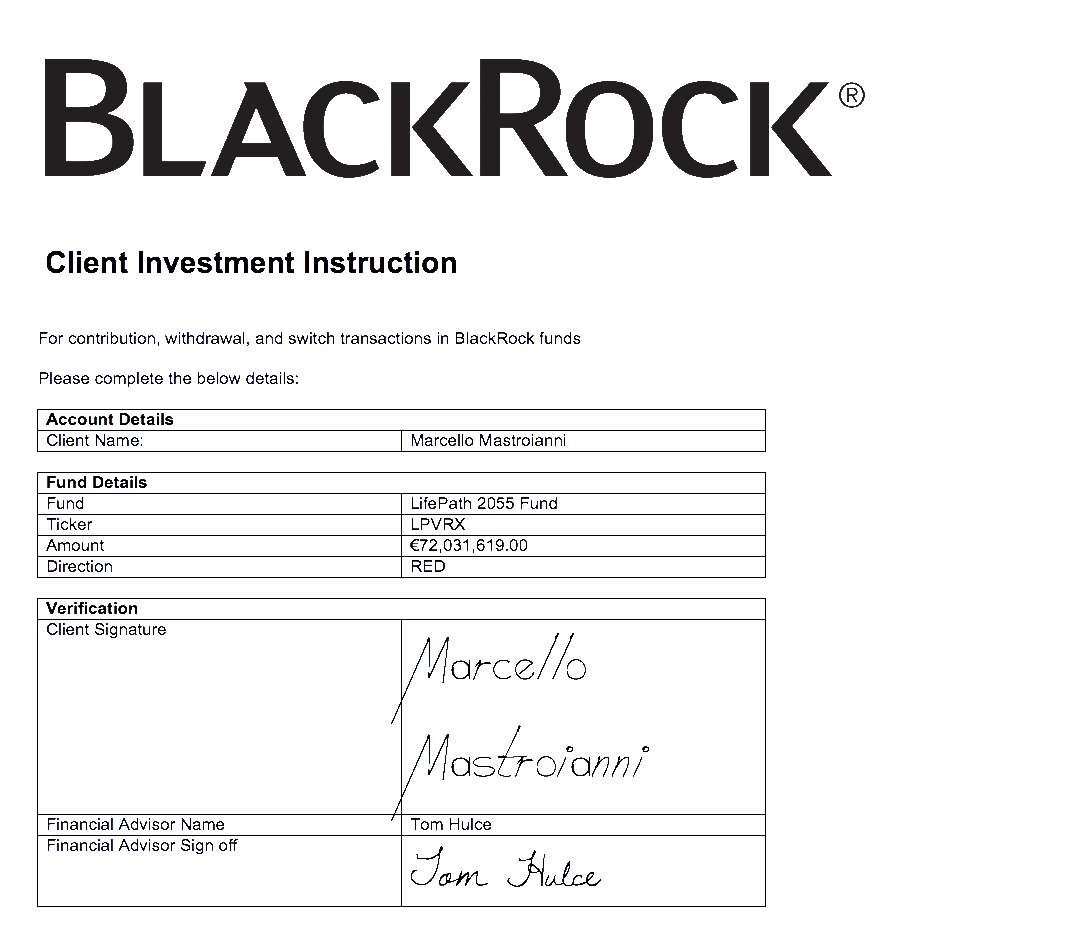 BLACKROCK®
Client Investment Instruction
For contribution, withdrawal, and switch transactions in BlackRock funds
Please complete the below details:
Account Details
Client Name: Marcello Mastroianni
Fund Details
Fund LifePath 2055 Fund
Ticker LPVRX
Amount €72,031,619.00
Direction RED
Verification
Client Signature Marcello
Mastroianni
Financial Advisor Name Tom Hulce
Financial Advisor Sign off Tom Hulce